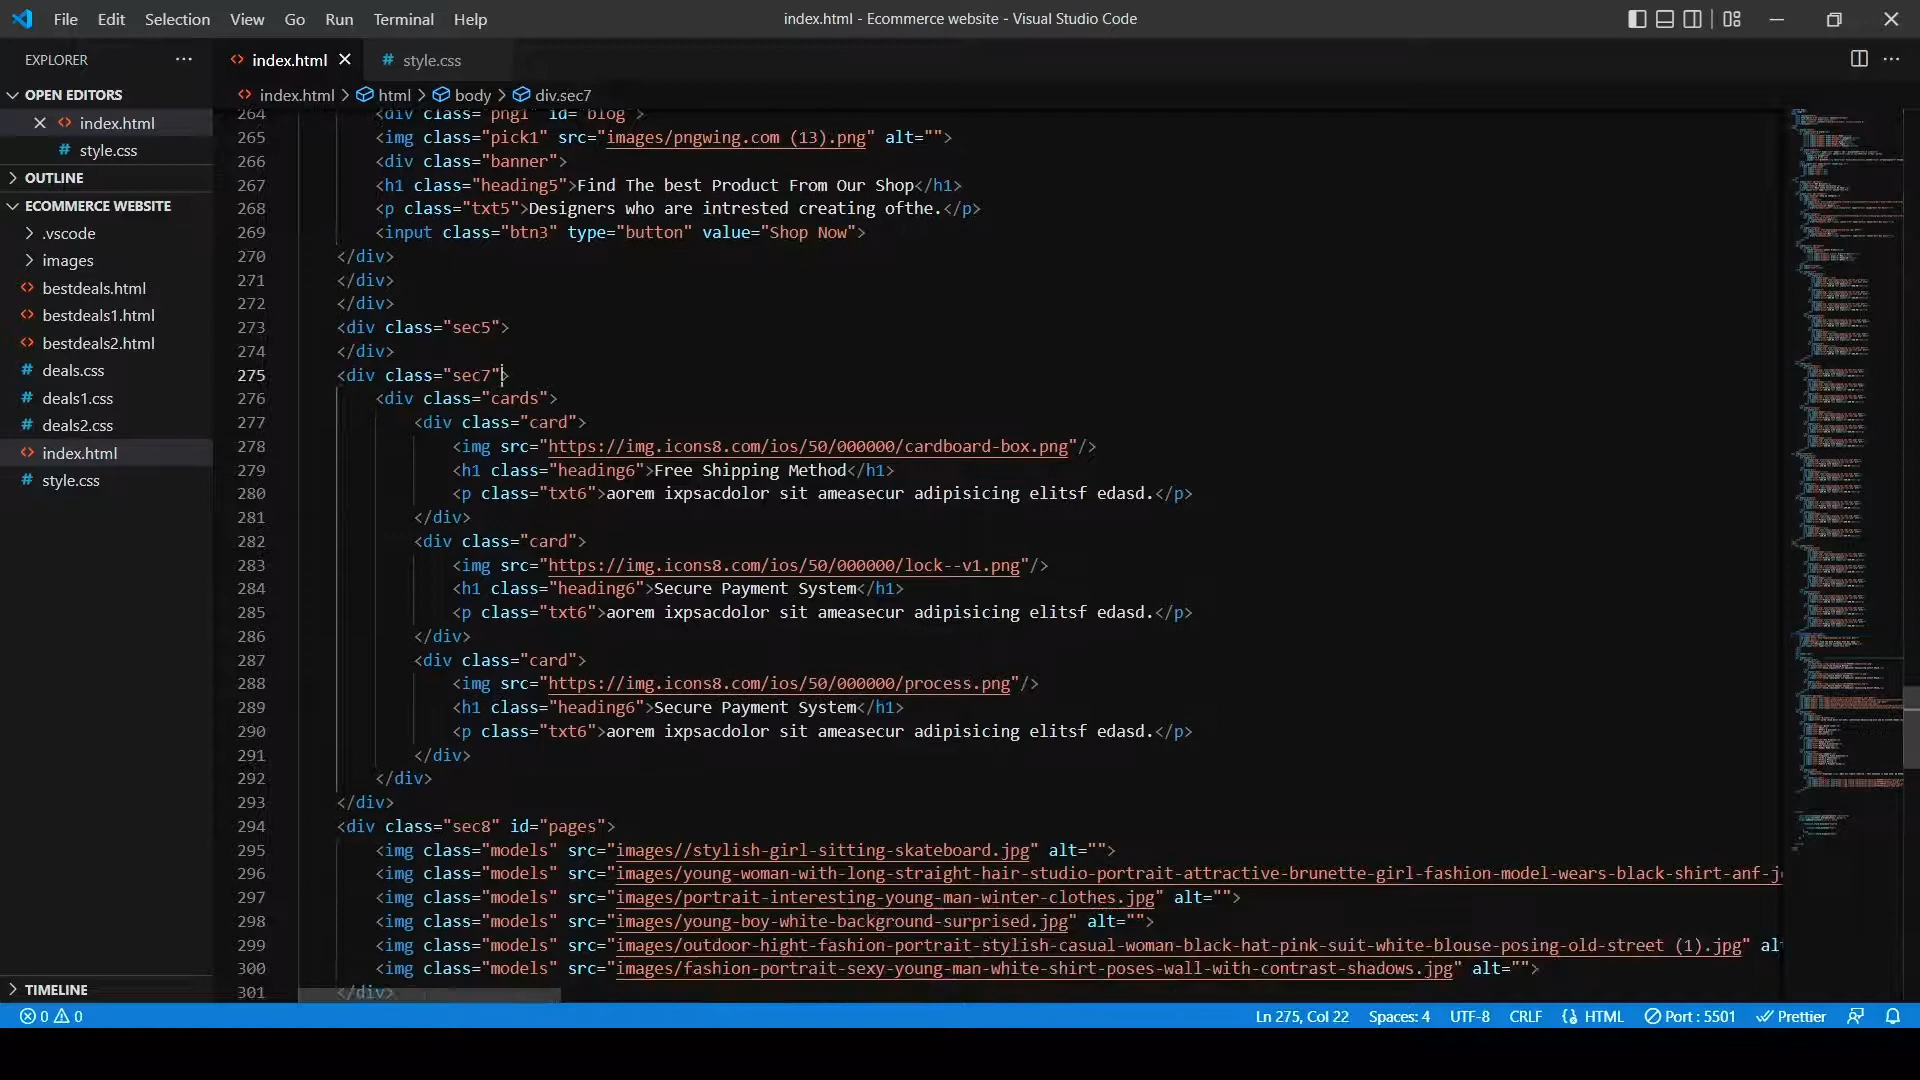 File Edit Selection View Go Run Terminal Help
index.html - Ecommerce website - Visual Studio Code
EXPLORER
OPEN EDITORS
index.html
style.css
OUTLINE
ECOMMERCE WEBSITE
.vscode
images
bestdeals.html
bestdeals1.html
bestdeals2.html
deals.css
deals1.css
deals2.css
index.html
style.css
TIMELINE
index.html
style.css
index.html > html > body > div.sec7
264 <div class="png1" id="blog">
265 <img class="pick1" src="images/pngwing.com (13).png" alt="">
266 <div class="banner">
267 <h1 class="heading5">Find The best Product From Our Shop</h1>
268 <p class="txt5">Designers who are intrested creating ofthe.</p>
269 <input class="btn3" type="button" value="Shop Now">
270 </div>
271 </div>
272 </div>
273 <div class="sec5">
274 </div>
275 <div class="sec7">
276 <div class="cards">
277 <div class="card">
278 <img src="https://img.icons8.com/ios/50/000000/cardboard-box.png"/>
279 <h1 class="heading6">Free Shipping Method</h1>
280 <p class="txt6">aorem ixpsacdolor sit ameasecur adipisicing elitsf edasd.</p>
281 </div>
282 <div class="card">
283 <img src="https://img.icons8.com/ios/50/000000/lock--v1.png"/>
284 <h1 class="heading6">Secure Payment System</h1>
285 <p class="txt6">aorem ixpsacdolor sit ameasecur adipisicing elitsf edasd.</p>
286 </div>
287 <div class="card">
288 <img src="https://img.icons8.com/ios/50/000000/process.png"/>
289 <h1 class="heading6">Secure Payment System</h1>
290 <p class="txt6">aorem ixpsacdolor sit ameasecur adipisicing elitsf edasd.</p>
291 </div>
292 </div>
293 </div>
294 <div class="sec8" id="pages">
295 <img class="models" src="images//stylish-girl-sitting-skateboard.jpg" alt="">
296 <img class="models" src="images/young-woman-with-long-straight-hair-studio-portrait-attractive-brunette-girl-fashion-model-wears-black-shirt-anf-j
297 <img class="models" src="images/portrait-interesting-young-man-winter-clothes.jpg" alt="">
298 <img class="models" src="images/young-boy-white-background-surprised.jpg" alt="">
299 <img class="models" src="images/outdoor-hight-fashion-portrait-stylish-casual-woman-black-hat-pink-suit-white-blouse-posing-old-street (1).jpg" al
300 <img class="models" src="images/fashion-portrait-sexy-young-man-white-shirt-poses-wall-with-contrast-shadows.jpg" alt="">
301 </div>
0 0 Ln 275, Col 22 Spaces: 4 UTF-8 CRLF HTML Port : 5501 Prettier